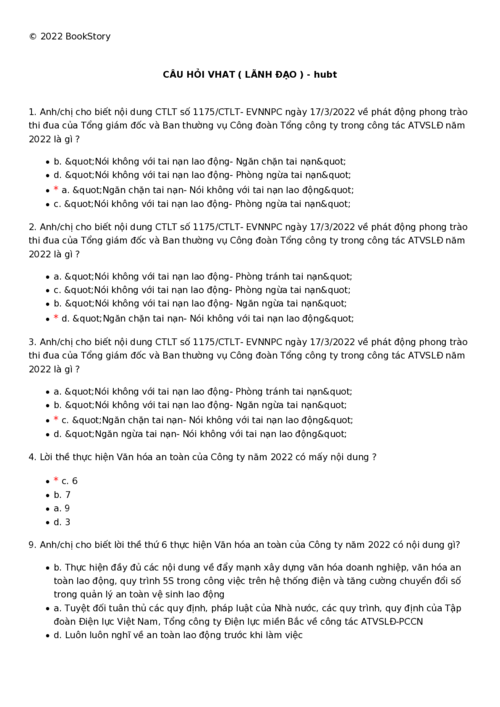 © 2022 BookStory
CÂU HỎI VHAT ( LÃNH ĐẠO ) - hubt
1. Anh/chị cho biết nội dung CTLT số 1175/CTLT- EVNNPC ngày 17/3/2022 về phát động phong trào
thi đua của Tổng giám đốc và Ban thường vụ Công đoàn Tổng công ty trong công tác ATVSLĐ năm
2022 là gì ?
• b. &quot;Nói không với tai nạn lao động- Ngăn chặn tai nạn&quot;
• d. &quot;Nói không với tai nạn lao động- Phòng ngừa tai nạn&quot;
• * a. &quot;Ngăn chặn tai nạn- Nói không với tai nạn lao động&quot;
• c. &quot;Nói không với tai nạn lao động- Phòng ngừa tai nạn&quot;
2. Anh/chị cho biết nội dung CTLT số 1175/CTLT- EVNNPC ngày 17/3/2022 về phát động phong trào
thi đua của Tổng giám đốc và Ban thường vụ Công đoàn Tổng công ty trong công tác ATVSLĐ năm
2022 là gì ?
• a. &quot;Nói không với tai nạn lao động- Phòng tránh tai nạn&quot;
• c. &quot;Nói không với tai nạn lao động- Phòng ngừa tai nạn&quot;
• b. &quot;Nói không với tai nạn lao động- Ngăn ngừa tai nạn&quot;
• * d. &quot;Ngăn chặn tai nạn- Nói không với tai nạn lao động&quot;
3. Anh/chị cho biết nội dung CTLT số 1175/CTLT- EVNNPC ngày 17/3/2022 về phát động phong trào
thi đua của Tổng giám đốc và Ban thường vụ Công đoàn Tổng công ty trong công tác ATVSLĐ năm
2022 là gì ?
• a. &quot;Nói không với tai nạn lao động- Phòng tránh tai nạn&quot;
• b. &quot;Nói không với tai nạn lao động- Ngăn ngừa tai nạn&quot;
• * c. &quot;Ngăn chặn tai nạn- Nói không với tai nạn lao động&quot;
• d. &quot;Ngăn ngừa tai nạn- Nói không với tai nạn lao động&quot;
4. Lời thề thực hiện Văn hóa an toàn của Công ty năm 2022 có mấy nội dung ?
• * c. 6
• b. 7
• a. 9
• d. 3
9. Anh/chị cho biết lời thề thứ 6 thực hiện Văn hóa an toàn của Công ty năm 2022 có nội dung gì?
• b. Thực hiện đầy đủ các nội dung về đẩy mạnh xây dựng văn hóa doanh nghiệp, văn hóa an
toàn lao động, quy trình 5S trong công việc trên hệ thống điện và tăng cường chuyển đổi số
trong quản lý an toàn vệ sinh lao động
• a. Tuyệt đối tuân thủ các quy định, pháp luật của Nhà nước, các quy trình, quy định của Tập
đoàn Điện lực Việt Nam, Tổng công ty Điện lực miền Bắc về công tác ATVSLĐ-PCCN
• d. Luôn luôn nghĩ về an toàn lao động trước khi làm việc